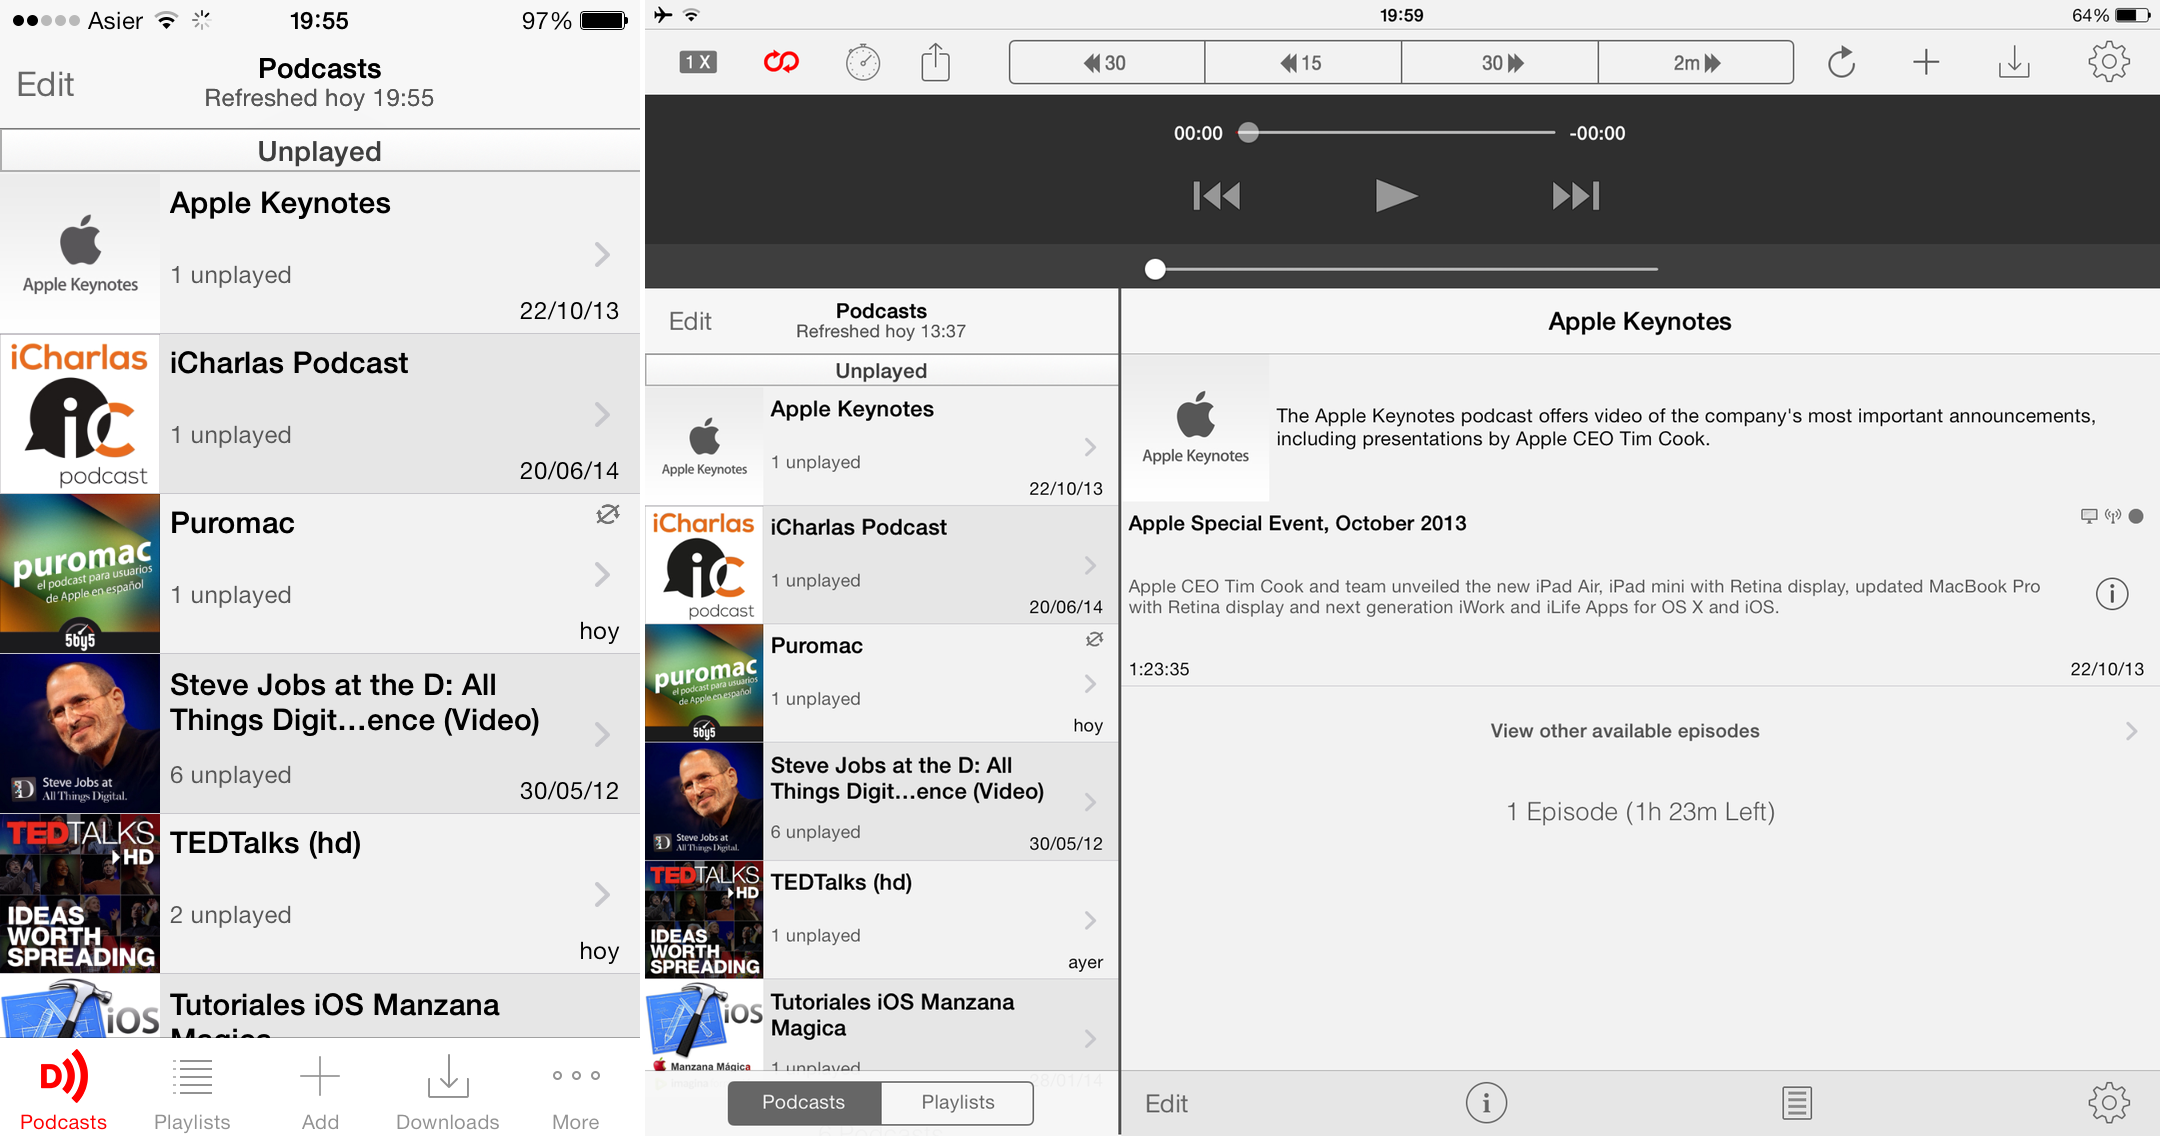 Asier
19:55
97%
Edit
Podcasts
Refreshed hoy 19:55
Unplayed
Apple Keynotes
Apple Keynotes
1 unplayed
22/10/13
iCharlas
ic
podcast
iCharlas Podcast
1 unplayed
20/06/14
puromac
el podcast para usuarios
de Apple en español
5by5
Puromac
1 unplayed
hoy
D
Steve Jobs at
All Things Digital.
Steve Jobs at the D: All
Things Digit...ence (Video)
6 unplayed
30/05/12
TEDTALKS
HD
IDEAS
WORTH
SPREADING
TEDTalks (hd)
2 unplayed
hoy
iOS
Tutoriales iOS Manzana
Magica
D
Podcasts
Playlists
Add
Downloads
More
19:59
64%
1 X
30
15
30
2m
00:00
-00:00
Edit
Podcasts
Refreshed hoy 13:37
Unplayed
Apple Keynotes
Apple Keynotes
1 unplayed
22/10/13
iCharlas
ic
podcast
iCharlas Podcast
1 unplayed
20/06/14
puromac
el podcast para usuarios
de Apple en español
5by5
Puromac
1 unplayed
hoy
D
Steve Jobs at
All Things Digital.
Steve Jobs at the D: All
Things Digit...ence (Video)
6 unplayed
30/05/12
TEDTALKS
HD
IDEAS
WORTH
SPREADING
TEDTalks (hd)
1 unplayed
ayer
iOS
Manzana Mágica
Tutoriales iOS Manzana
Magica
1 unplayed
28/01/14
Podcasts
Playlists
Apple Keynotes
Apple Keynotes
The Apple Keynotes podcast offers video of the company's most important announcements,
including presentations by Apple CEO Tim Cook.
Apple Special Event, October 2013
Apple CEO Tim Cook and team unveiled the new iPad Air, iPad mini with Retina display, updated MacBook Pro
with Retina display and next generation iWork and iLife Apps for OS X and iOS.
1:23:35
22/10/13
View other available episodes
1 Episode (1h 23m Left)
Edit